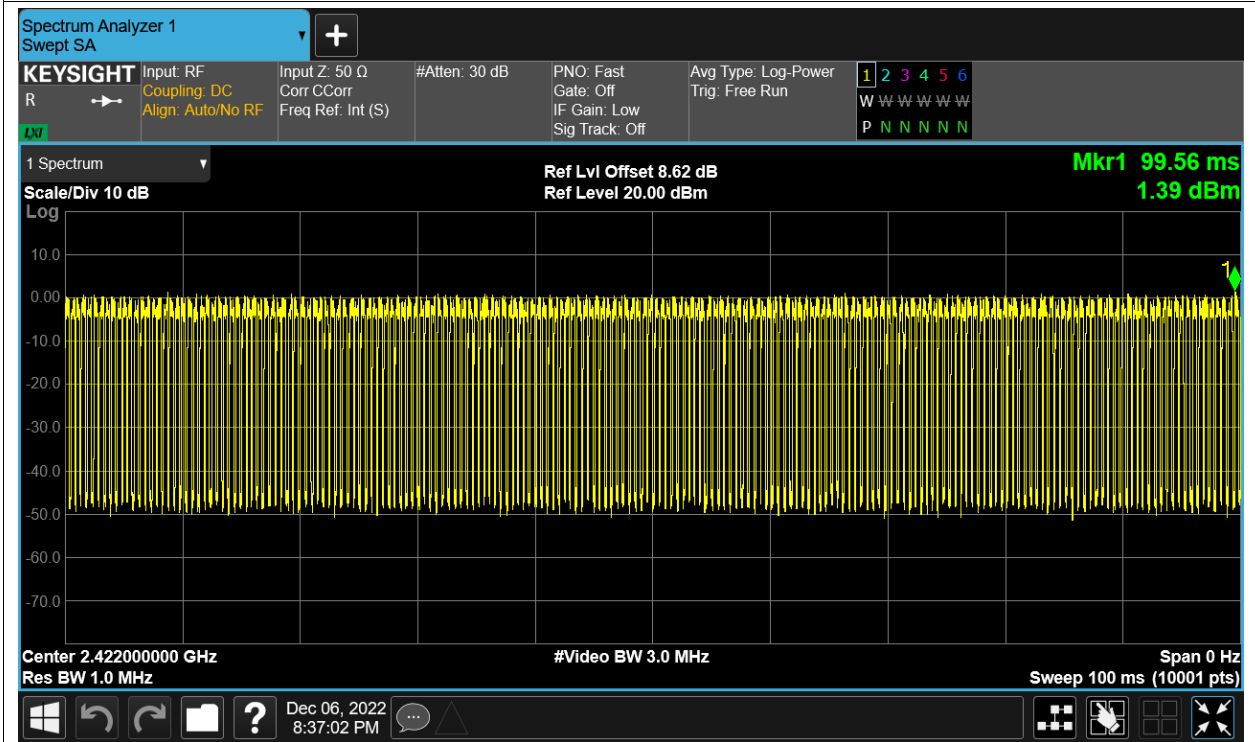 Spectrum Analyzer 1
Swept SA
KEYSIGHT
R
LXI
Input: RF
Coupling: DC
Align: Auto/No RF
Input Z: 50 Ω
Corr CCorr
Freq Ref: Int (S)
#Atten: 30 dB
PNO: Fast
Gate: Off
IF Gain: Low
Sig Track: Off
Avg Type: Log-Power
Trig: Free Run
1 2 3 4 5 6
W W W W W W
P N N N N N
1 Spectrum
Scale/Div 10 dB
Log
Ref Lvl Offset 8.62 dB
Ref Level 20.00 dBm
Mkr1 99.56 ms
1.39 dBm
10.0
1
0.00
-10.0
-20.0
-30.0
-40.0
-50.0
-60.0
-70.0
Center 2.422000000 GHz
Res BW 1.0 MHz
#Video BW 3.0 MHz
Span 0 Hz
Sweep 100 ms (10001 pts)
?
Dec 06, 2022
8:37:02 PM